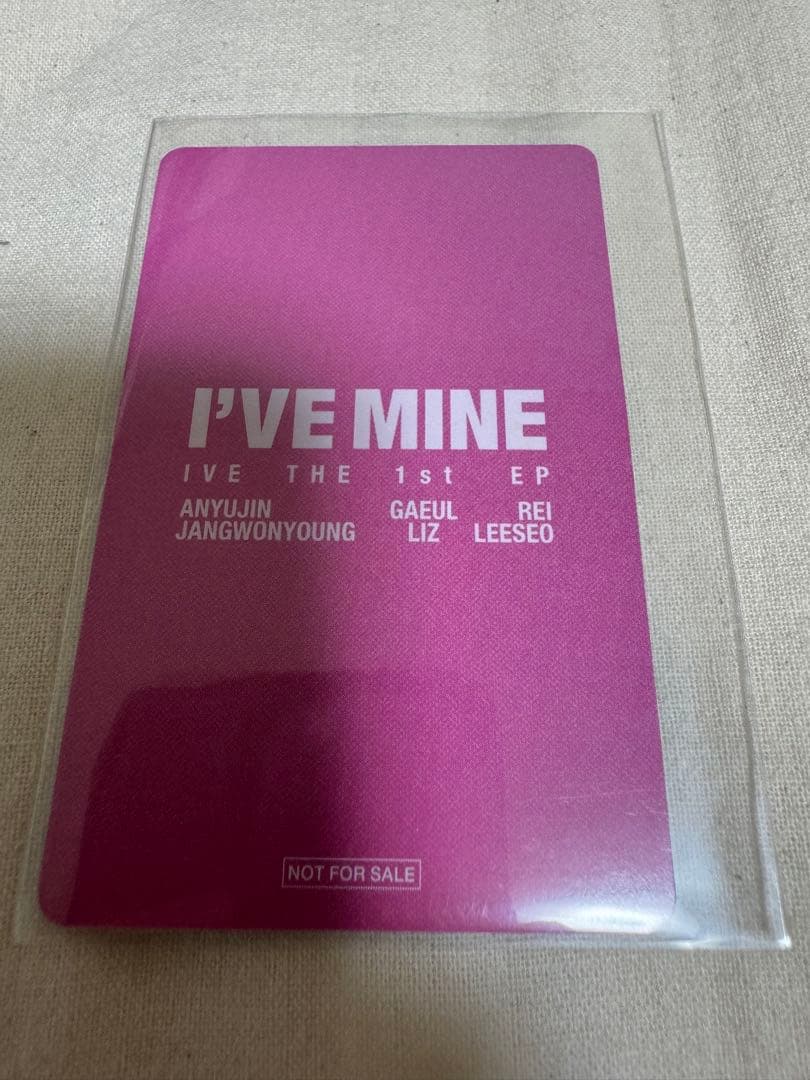 I'VE MINE
IVE THE 1st EP
ANYUJIN GAEUL REI
JANGWONYOUNG LIZ LEESEO
NOT FOR SALE